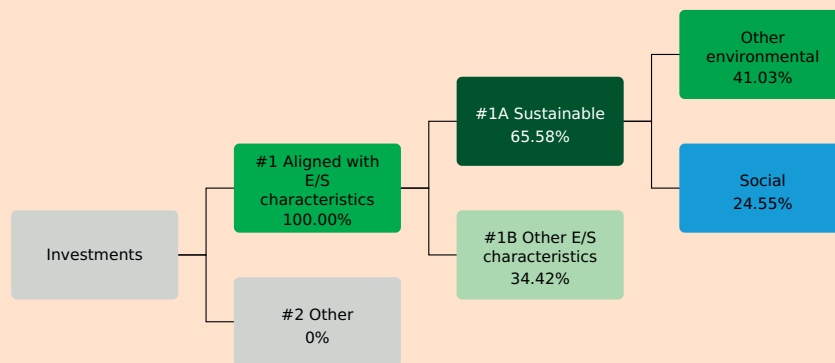 Investments
#1 Aligned with
E/S
characteristics
100.00%
#2 Other
0%
#1A Sustainable
65.58%
#1B Other E/S
characteristics
34.42%
Other
environmental
41.03%
Social
24.55%